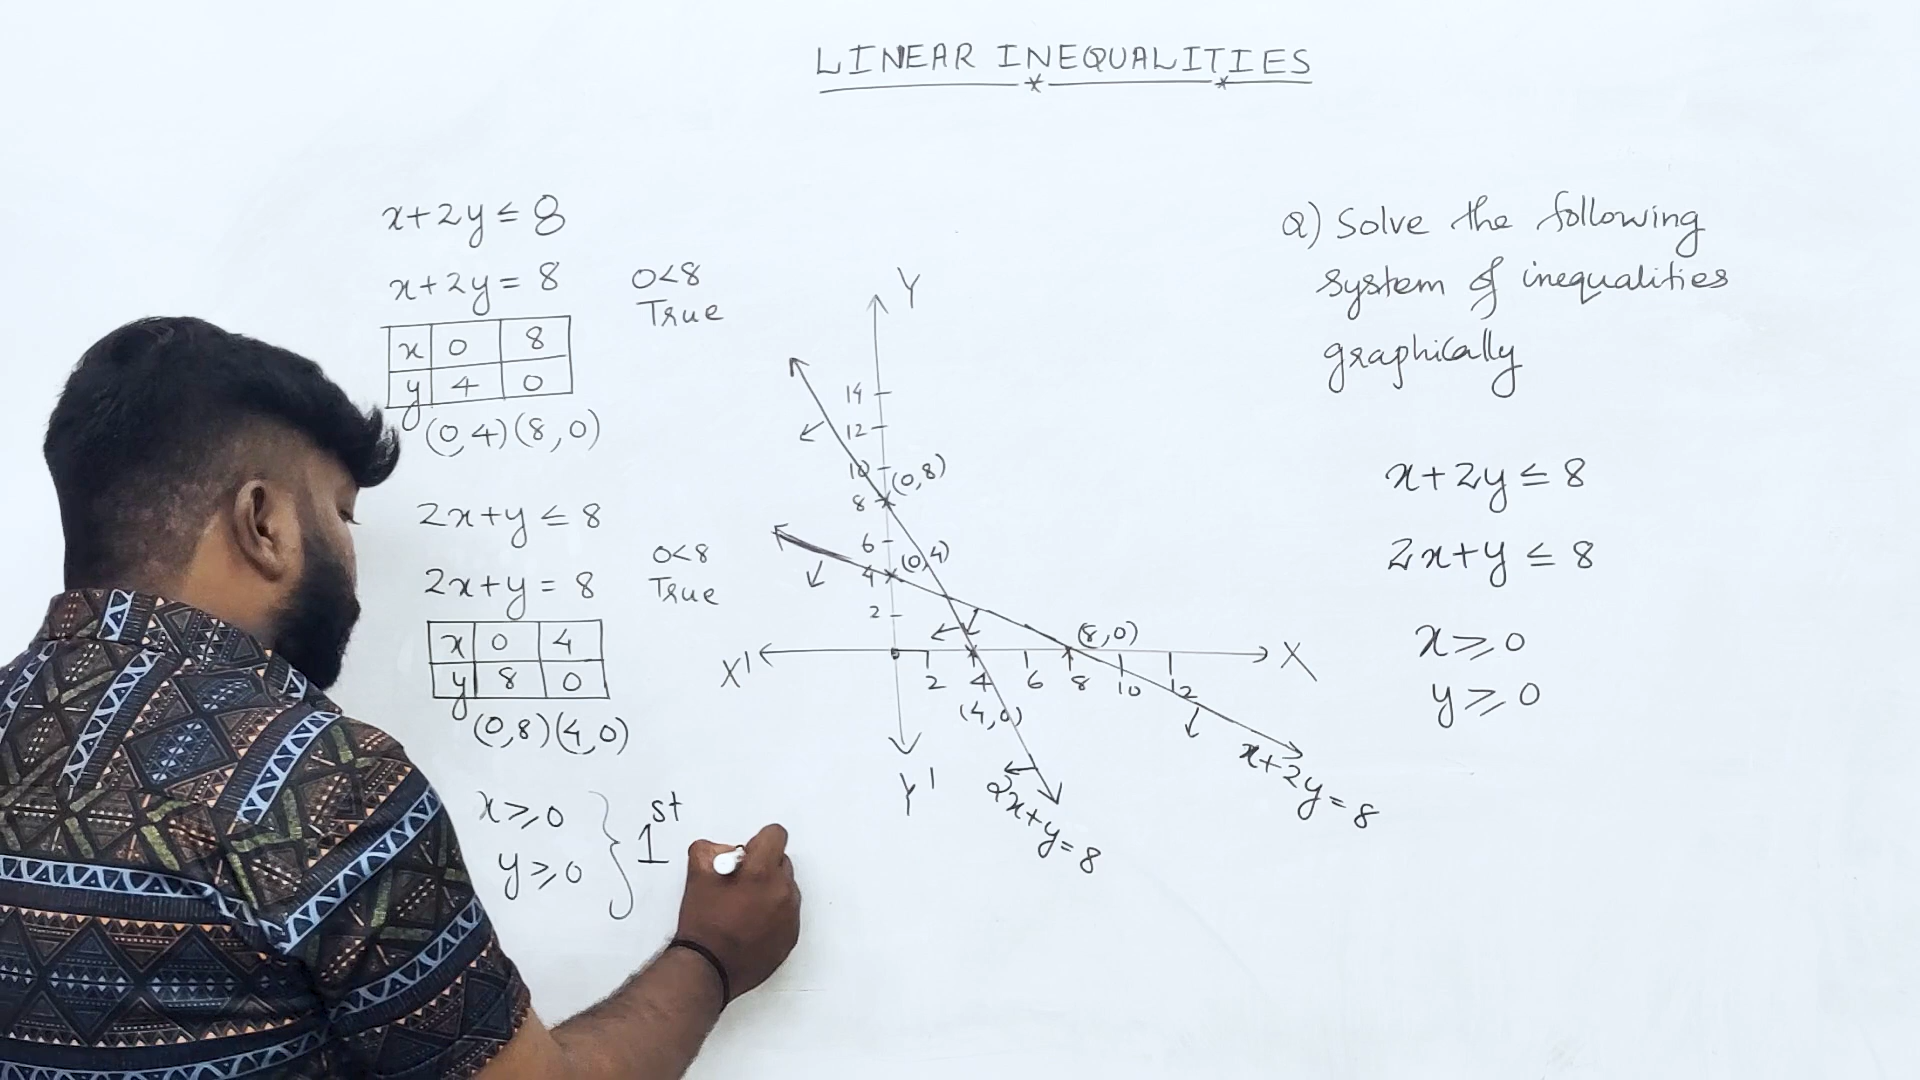 LINEAR INEQUALITIES
x+2y ≤ 8
x+2y = 8
0<8
True
x 0 8
y 4 0
(0,4) (8,0)
2x+y ≤ 8
2x+y = 8
0<8
True
x 0 4
y 8 0
(0,8) (4,0)
x ≥ 0
y ≥ 0
} 1st
Y
14
12
10
(0,8)
8
6
(0,4)
4
2
(8,0)
X'
X
2 4 6 8 10 12
(4,0)
Y'
2x+y=8
x+2y=8
Q) Solve the following
system of inequalities
graphically
x+2y ≤ 8
2x+y ≤ 8
x ≥ 0
y ≥ 0